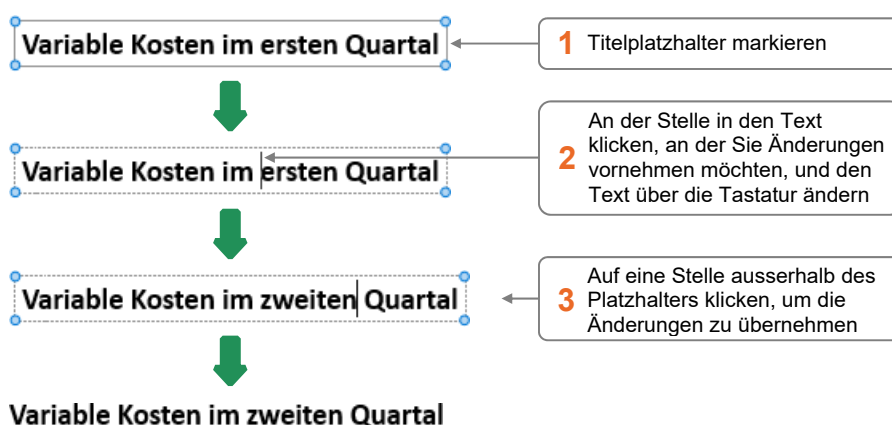 Variable Kosten im ersten Quartal
1 Titelplatzhalter markieren
Variable Kosten im ersten Quartal
2 An der Stelle in den Text
klicken, an der Sie Änderungen
vornehmen möchten, und den
Text über die Tastatur ändern
Variable Kosten im zweiten Quartal
3 Auf eine Stelle ausserhalb des
Platzhalters klicken, um die
Änderungen zu übernehmen
Variable Kosten im zweiten Quartal